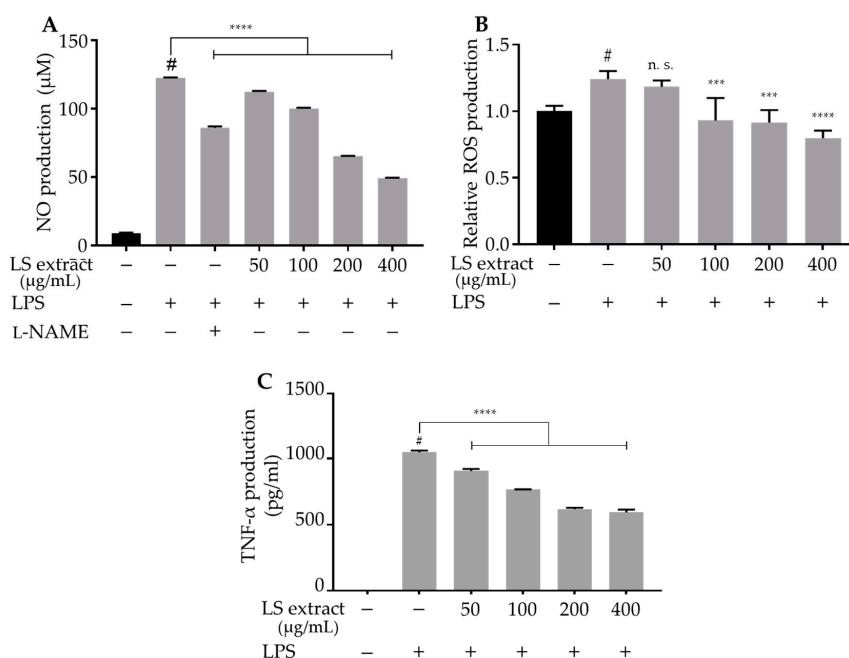 A
****
#
NO production (µM)
150
100
50
0
LS extract – – – 50 100 200 400
(µg/mL)
LPS – + + + + + +
L-NAME – – + – – – –
B
#
n. s.
***
***
****
Relative ROS production
1.5
1.0
0.5
0.0
LS extract – – 50 100 200 400
(µg/mL)
LPS – + + + + +
C
****
#
TNF-α production
(pg/ml)
1500
1000
500
0
LS extract – – 50 100 200 400
(µg/mL)
LPS – + + + + +